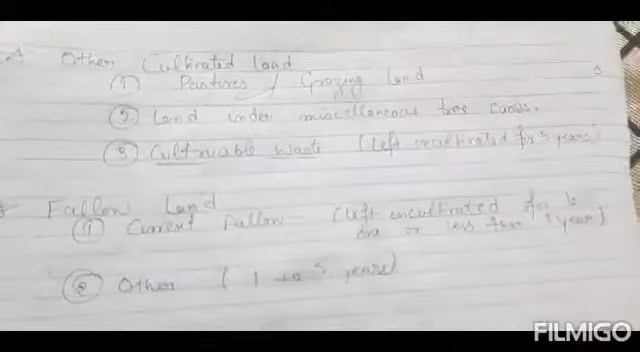 Other Cultivated land
① Pastures / Grazing Land
② Land under miscellaneous tree crops.
③ Cultruable Waste (Left uncultivated for 5 years)
Fallow Land
① Current Fallow (Left uncultivated for
one or less than 1 year)
② Other (1 to 5 years)
FILMIGO